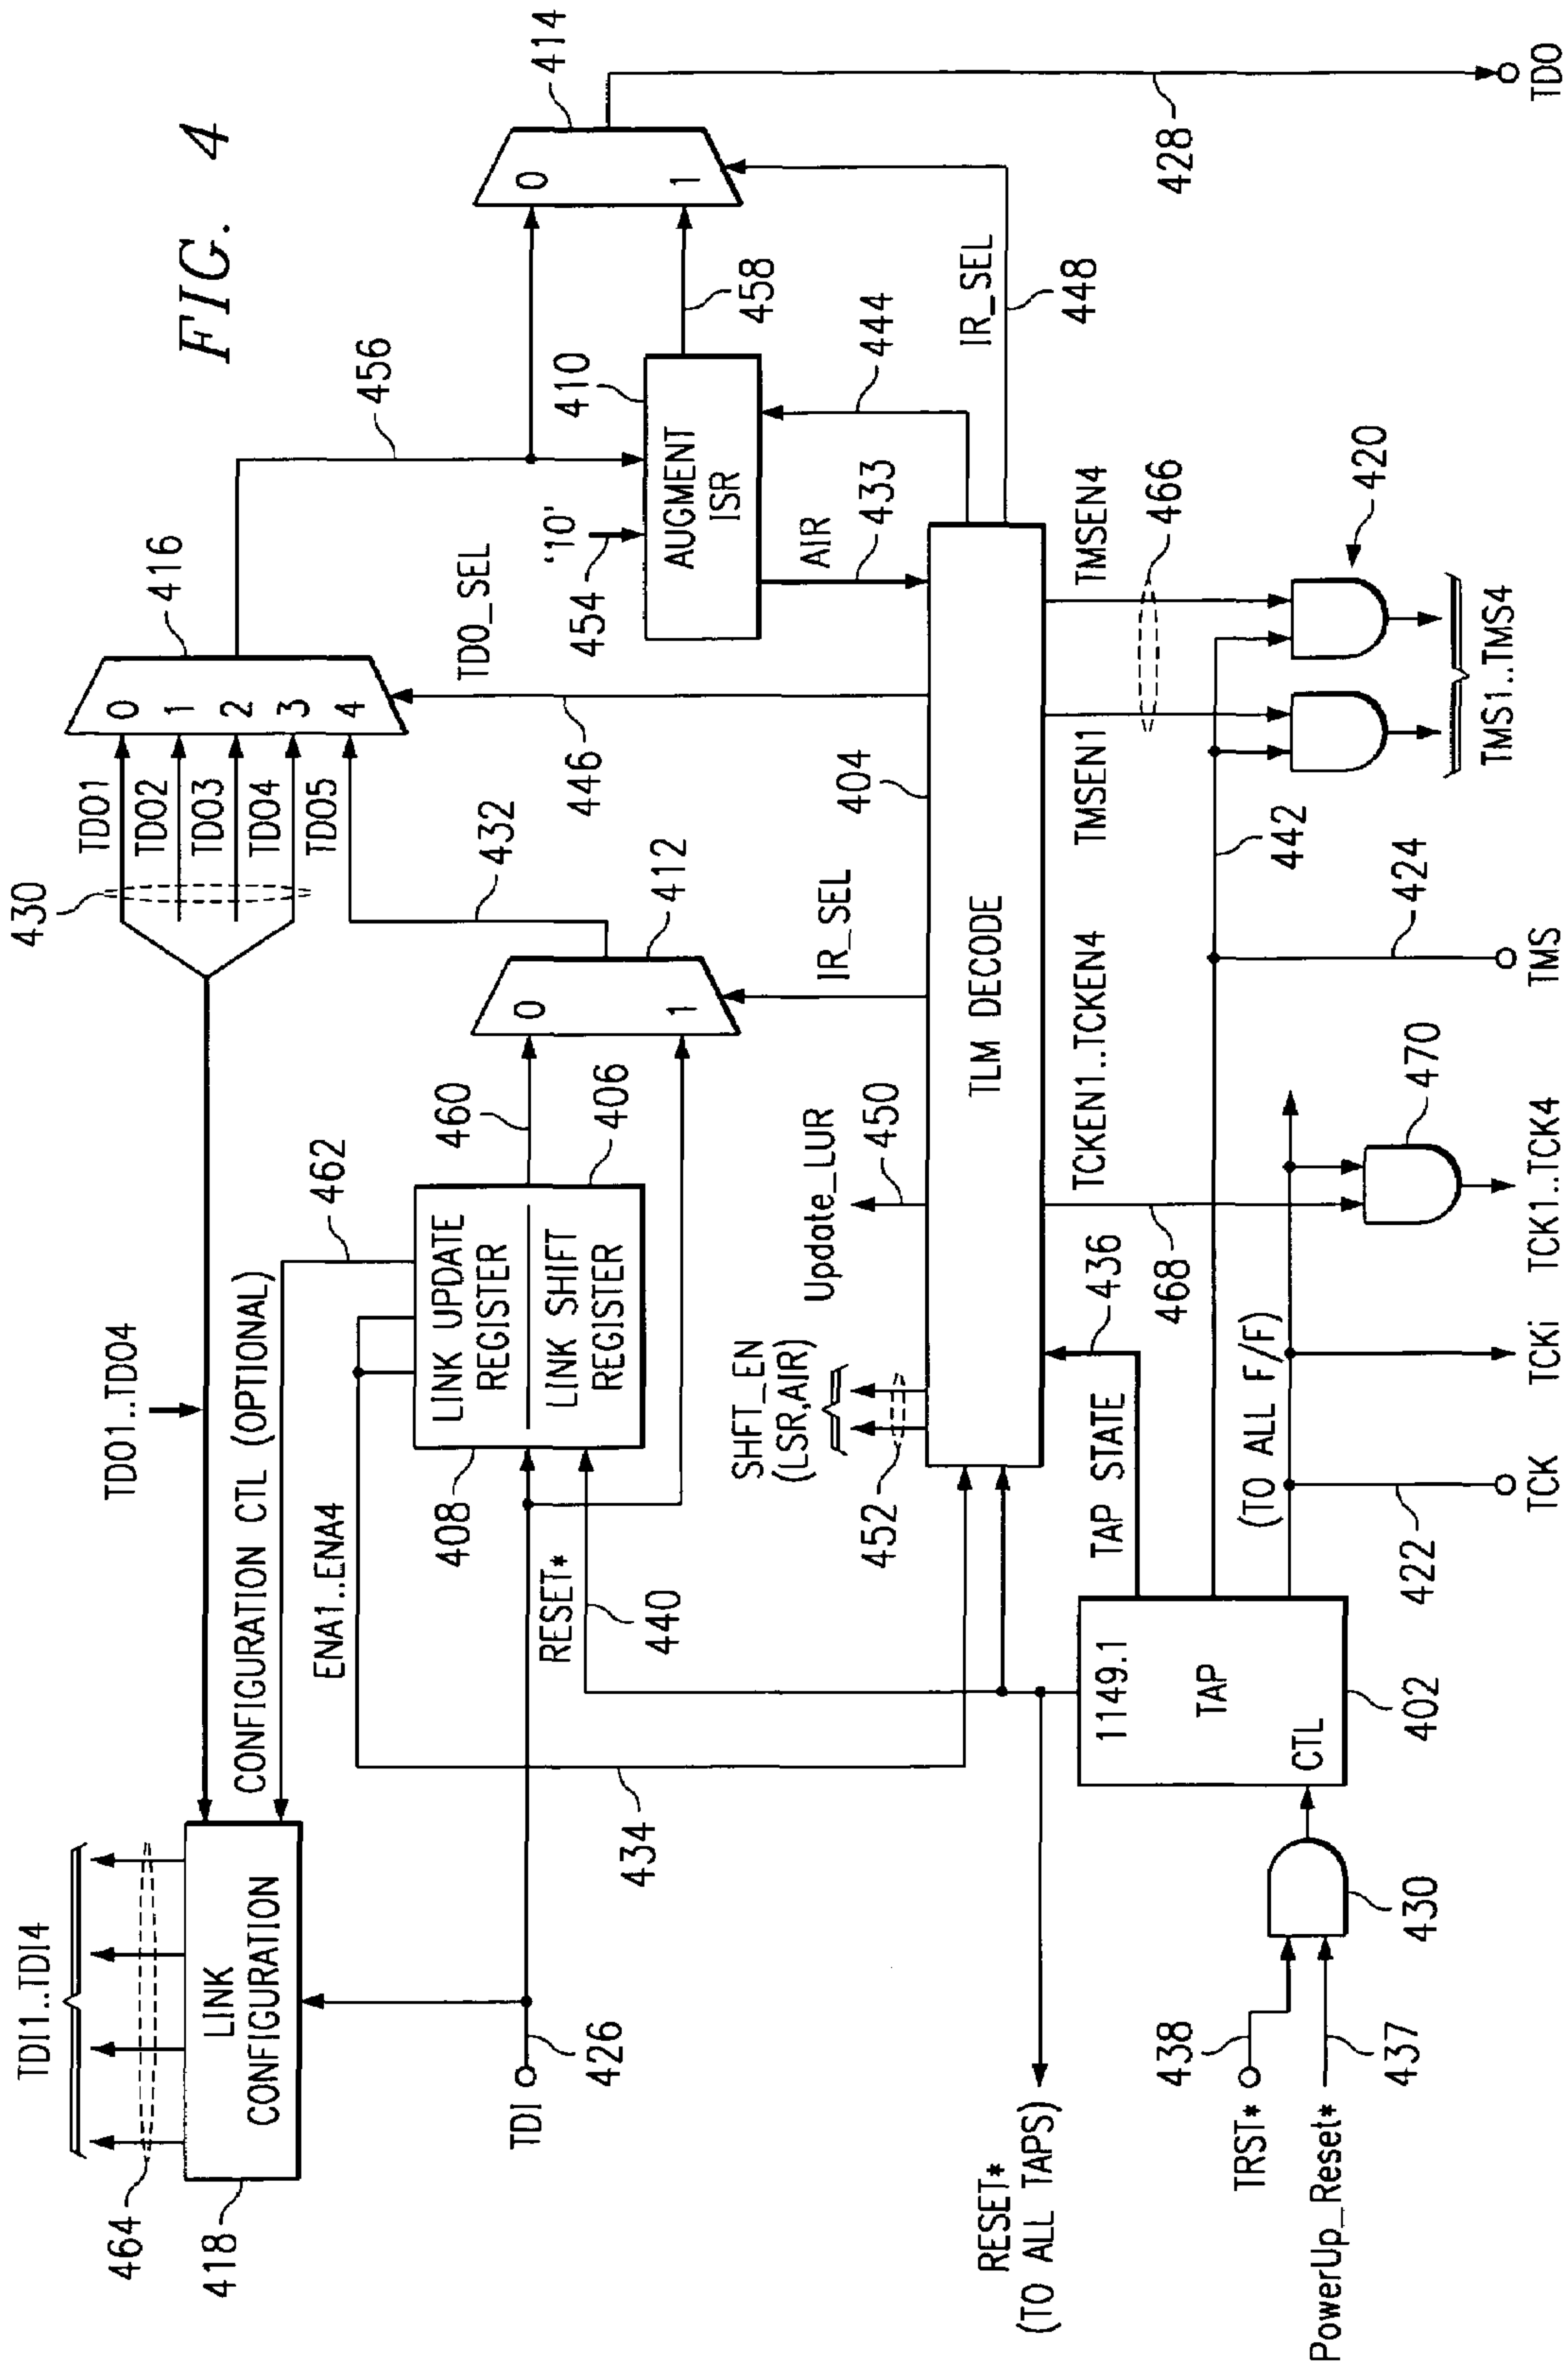 FIG. 4
TDI1..TDI4
464
418
LINK
CONFIGURATION
TDO1..TDO4
CONFIGURATION CTL (OPTIONAL)
462
430
TDO1
TDO2
TDO3
TDO4
TDO5
0
1
2
3
4
416
456
TDO_SEL
446
ENA1..ENA4
434
408
LINK UPDATE
REGISTER
LINK SHIFT
REGISTER
406
460
RESET*
440
TDI
426
0
1
412
432
IR_SEL
'10'
454
AUGMENT
ISR
410
458
0
1
414
AIR
433
444
IR_SEL
448
428
TDO
SHFT_EN
(LSR,AIR)
452
Update_LUR
450
TLM DECODE
404
RESET*
(TO ALL TAPS)
TAP STATE
436
TCKEN1..TCKEN4
468
TMSEN1
TMSEN4
466
420
442
1149.1
TAP
CTL
402
(TO ALL F/F)
TRST*
438
PowerUp_Reset*
437
430
422
TCK
TCKi
470
TCK1..TCK4
424
TMS
TMS1..TMS4